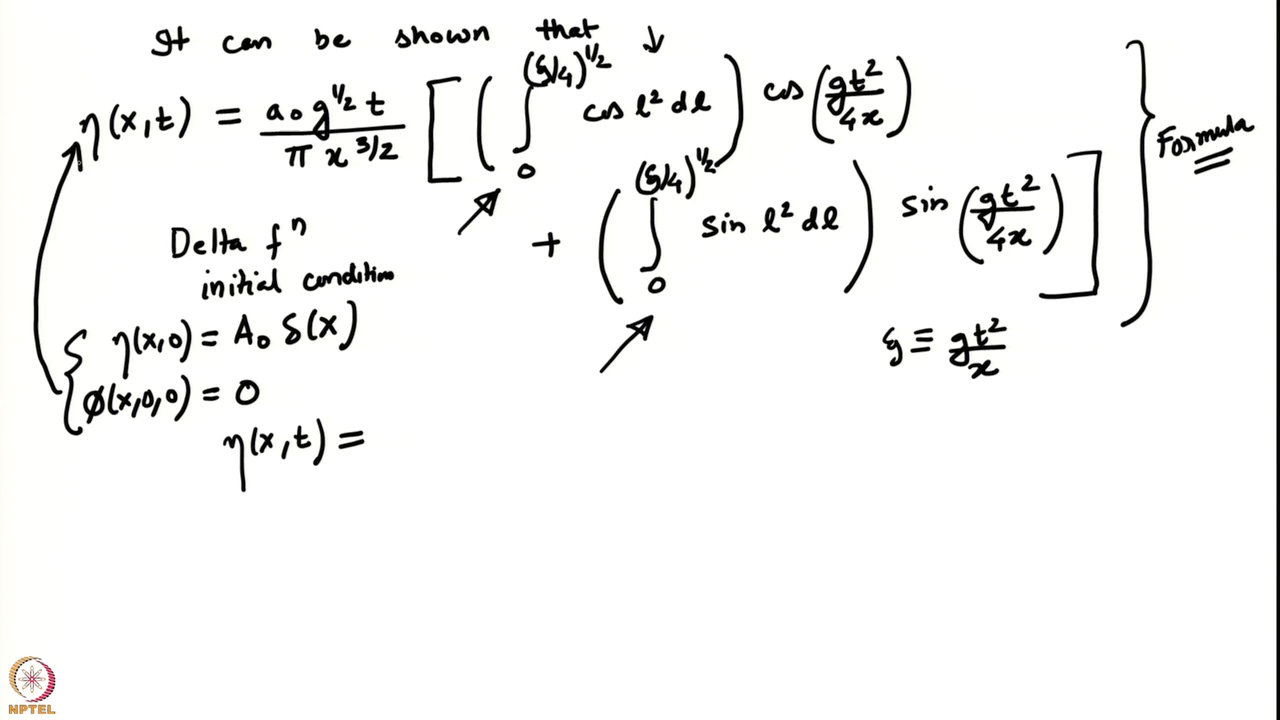 It can be shown that ↓
η(x,t) = a₀ g^{1/2} t / (π x^{3/2}) [ ( ∫₀^{(ξ/4)^{1/2}} cos l² dl ) cos (gt²/4x)
+ ( ∫₀^{(ξ/4)^{1/2}} sin l² dl ) sin (gt²/4x) ] } Formula
Delta fⁿ
initial condition
ξ ≡ gt²/x
{ η(x,0) = A₀ δ(x)
φ(x,0,0) = 0
η(x,t) =
NPTEL